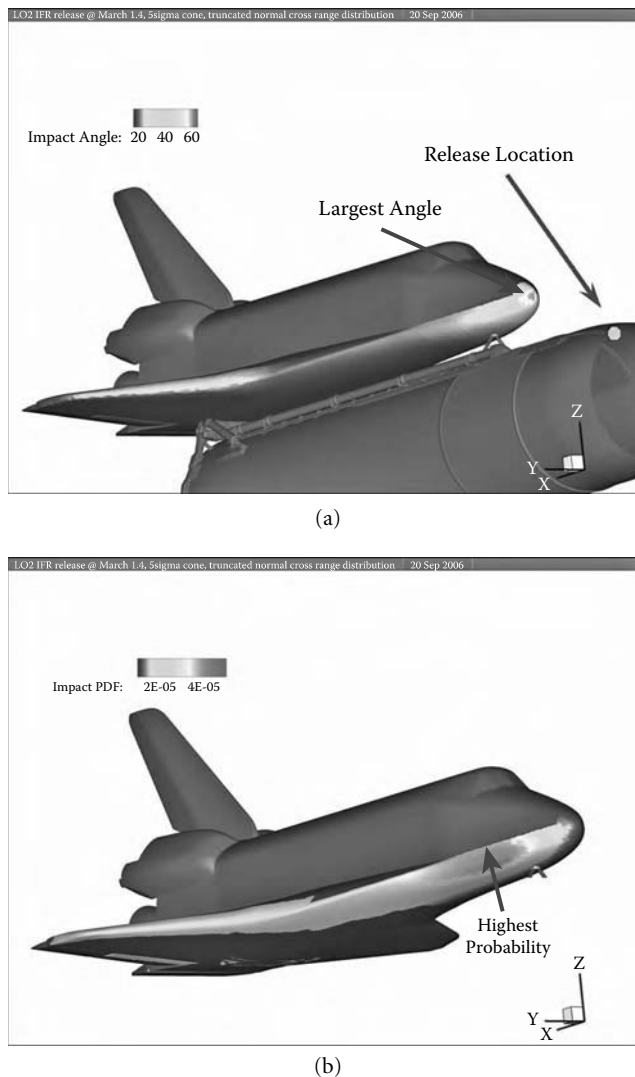 LO2 IFR release @ March 1.4, 5sigma cone, truncated normal cross range distribution 20 Sep 2006
Impact Angle: 20 40 60
Release Location
Largest Angle
Z
Y
X
(a)
LO2 IFR release @ March 1.4, 5sigma cone, truncated normal cross range distribution 20 Sep 2006
Impact PDF: 2E-05 4E-05
Highest
Probability
Z
Y
X
(b)